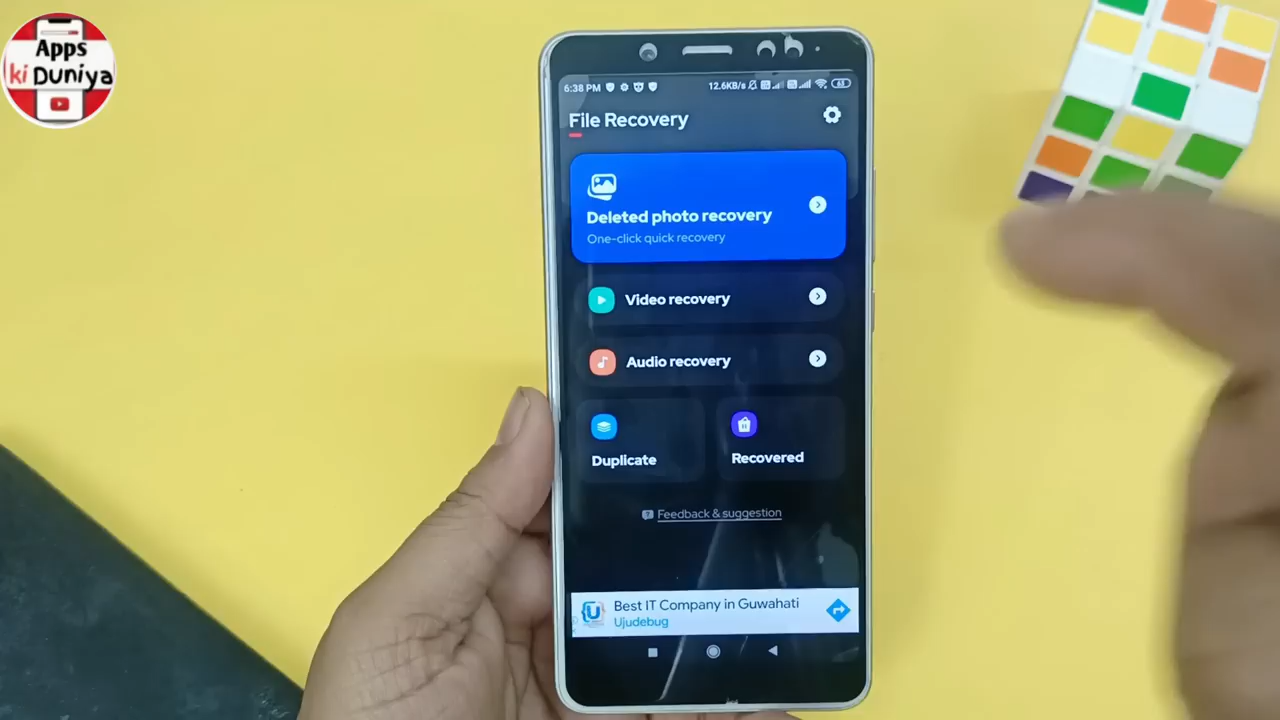 Apps
ki Duniya
6:38 PM
12.6KB/s
63
File Recovery
Deleted photo recovery
One-click quick recovery
Video recovery
Audio recovery
Duplicate
Recovered
Feedback & suggestion
Best IT Company in Guwahati
Ujudebug